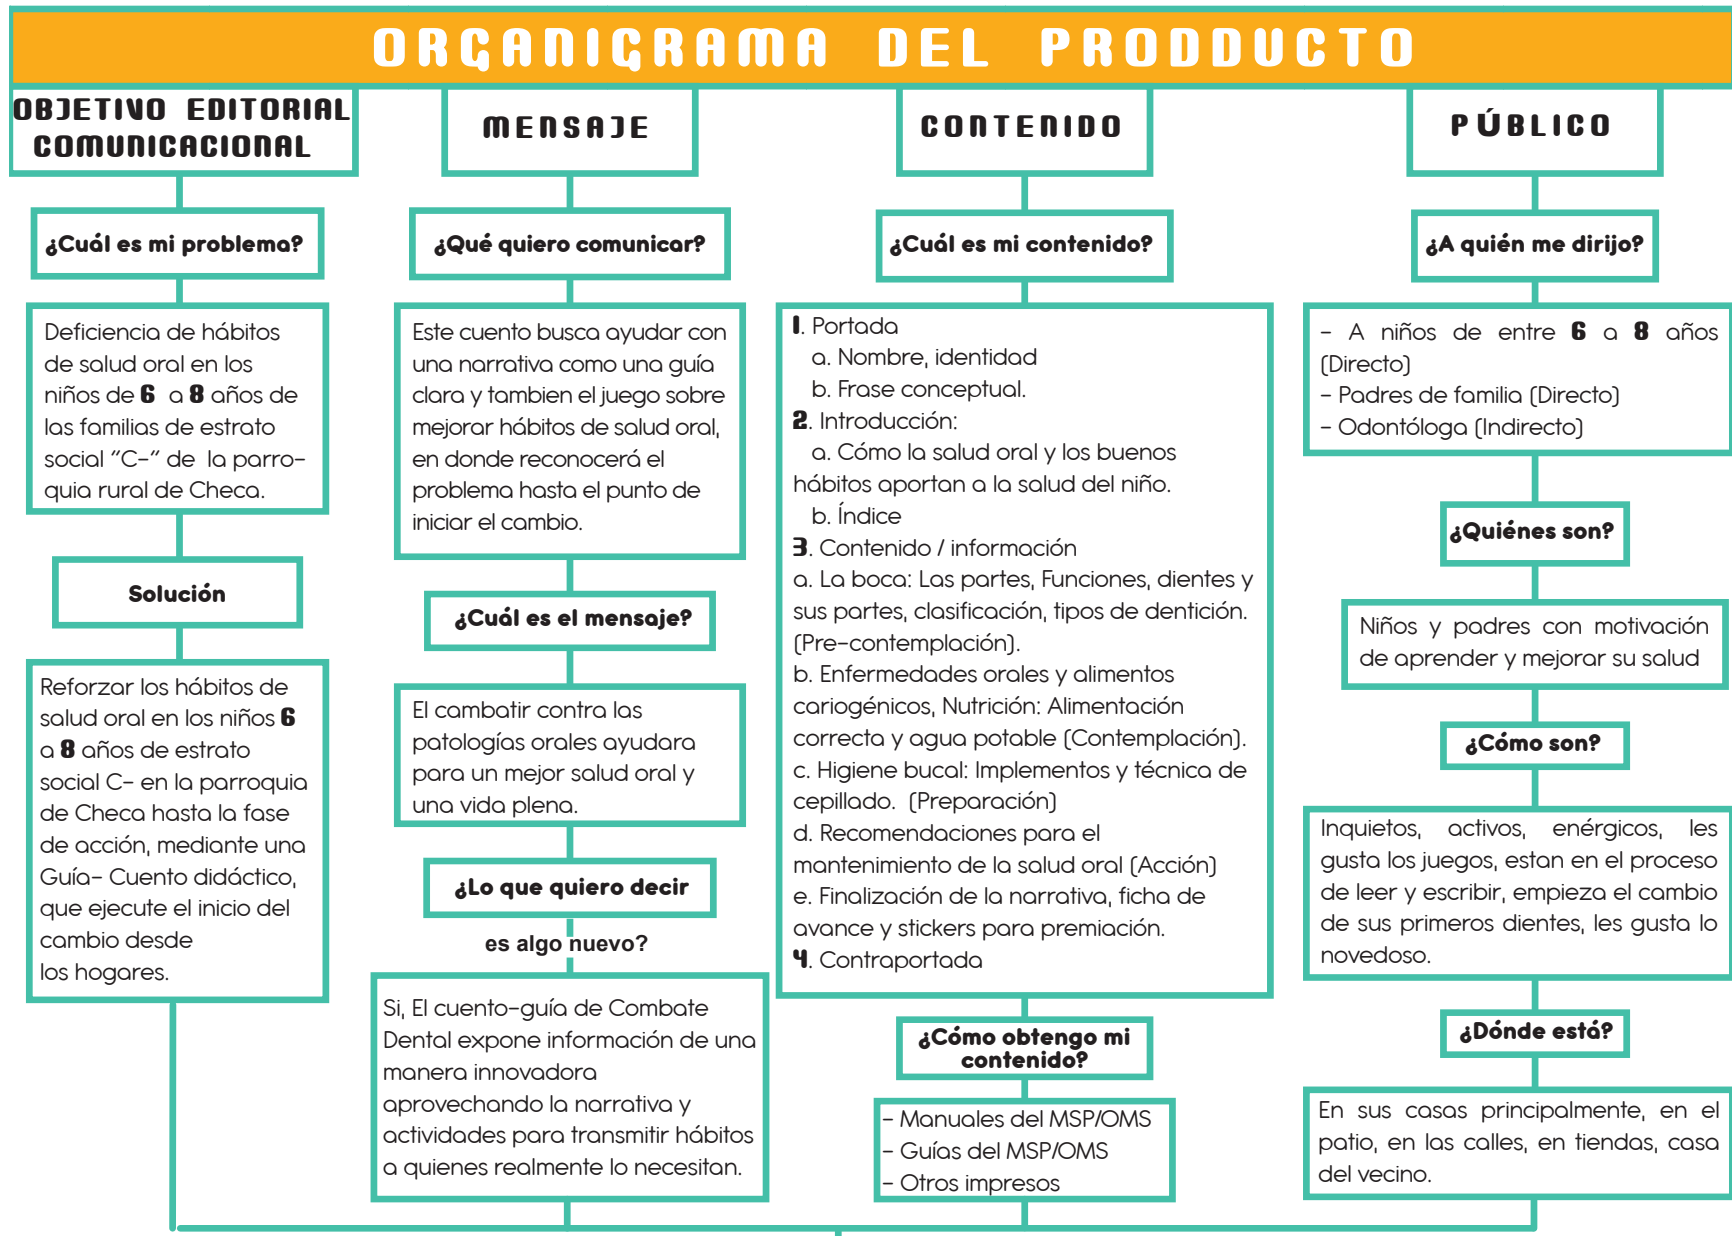 ORGANIGRAMA DEL PRODDUCTO
OBJETIVO EDITORIAL
COMUNICACIONAL
¿Cuál es mi problema?
Deficiencia de hábitos
de salud oral en los
niños de 6 a 8 años de
las familias de estrato
social "C-" de la parro-
quia rural de Checa.
Solución
Reforzar los hábitos de
salud oral en los niños 6
a 8 años de estrato
social C- en la parroquia
de Checa hasta la fase
de acción, mediante una
Guía- Cuento didáctico,
que ejecute el inicio del
cambio desde
los hogares.
MENSAJE
¿Qué quiero comunicar?
Este cuento busca ayudar con
una narrativa como una guía
clara y tambien el juego sobre
mejorar hábitos de salud oral,
en donde reconocerá el
problema hasta el punto de
iniciar el cambio.
¿Cuál es el mensaje?
El cambatir contra las
patologías orales ayudara
para un mejor salud oral y
una vida plena.
¿Lo que quiero decir
es algo nuevo?
Si, El cuento-guía de Combate
Dental expone información de una
manera innovadora
aprovechando la narrativa y
actividades para transmitir hábitos
a quienes realmente lo necesitan.
CONTENIDO
¿Cuál es mi contenido?
1. Portada
a. Nombre, identidad
b. Frase conceptual.
2. Introducción:
a. Cómo la salud oral y los buenos
hábitos aportan a la salud del niño.
b. Índice
3. Contenido / información
a. La boca: Las partes, Funciones, dientes y
sus partes, clasificación, tipos de dentición.
(Pre-contemplación).
b. Enfermedades orales y alimentos
cariogénicos, Nutrición: Alimentación
correcta y agua potable (Contemplación).
c. Higiene bucal: Implementos y técnica de
cepillado. (Preparación)
d. Recomendaciones para el
mantenimiento de la salud oral (Acción)
e. Finalización de la narrativa, ficha de
avance y stickers para premiación.
4. Contraportada
¿Cómo obtengo mi
contenido?
- Manuales del MSP/OMS
- Guías del MSP/OMS
- Otros impresos
PÚBLICO
¿A quién me dirijo?
- A niños de entre 6 a 8 años
(Directo)
- Padres de familia (Directo)
- Odontóloga (Indirecto)
¿Quiénes son?
Niños y padres con motivación
de aprender y mejorar su salud
¿Cómo son?
Inquietos, activos, enérgicos, les
gusta los juegos, estan en el proceso
de leer y escribir, empieza el cambio
de sus primeros dientes, les gusta lo
novedoso.
¿Dónde está?
En sus casas principalmente, en el
patio, en las calles, en tiendas, casa
del vecino.